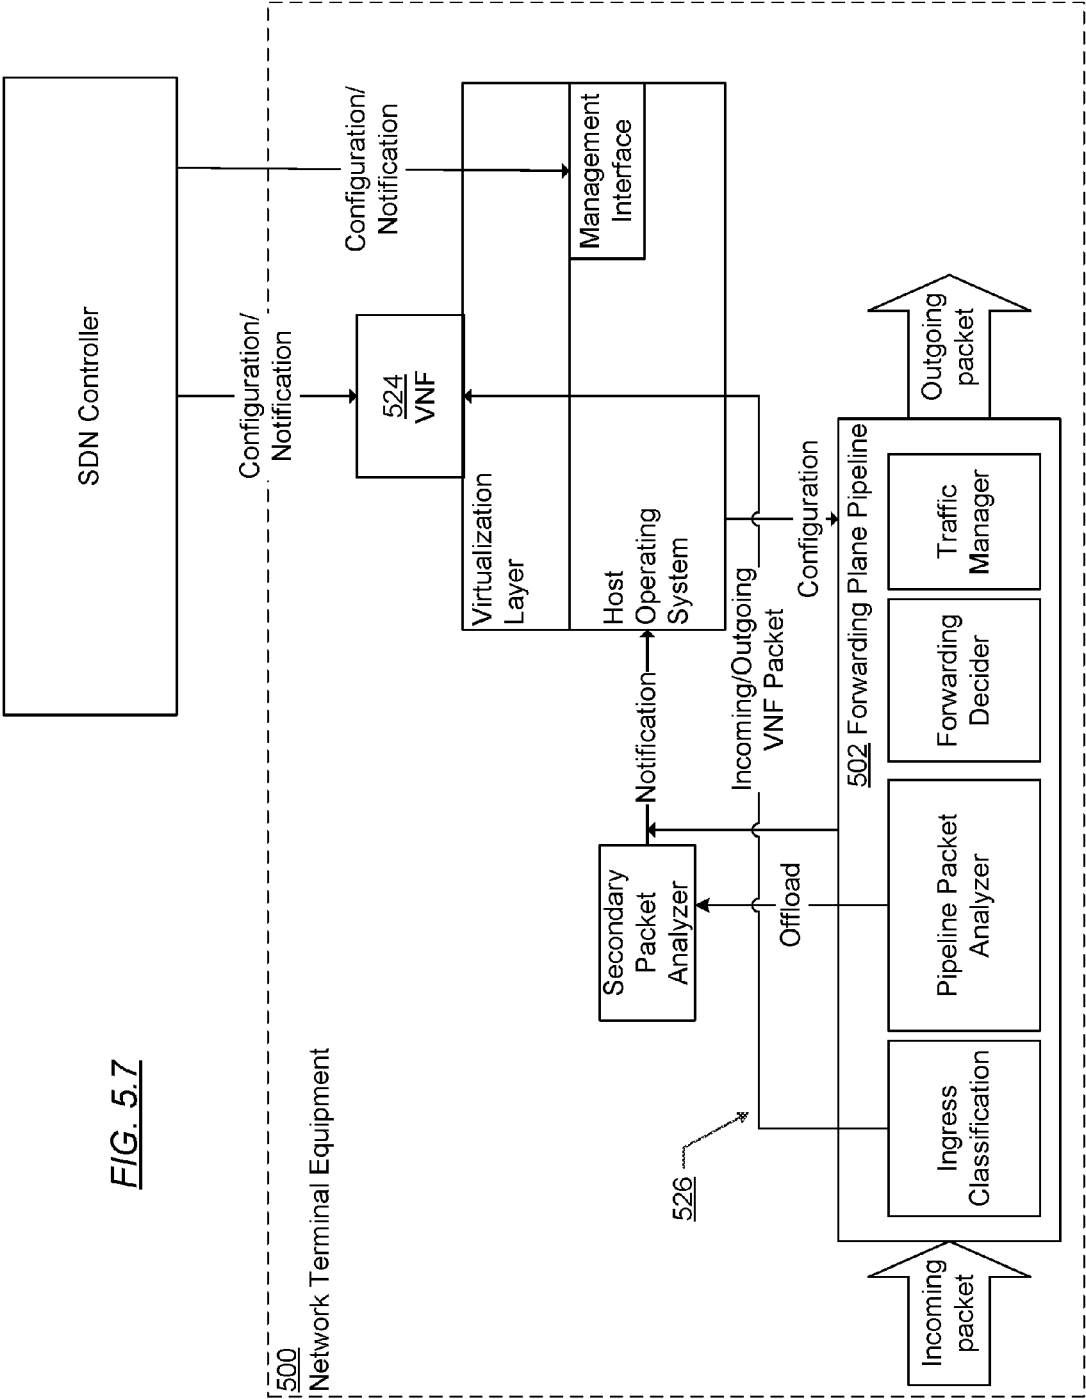 FIG. 5.7
SDN Controller
500
Network Terminal Equipment
Configuration/
Notification
Configuration/
Notification
524
VNF
Virtualization
Layer
Management
Interface
Host
Operating
System
Secondary
Packet
Analyzer
Notification
Incoming/Outgoing
VNF Packet
Configuration
Offload
526
502 Forwarding Plane Pipeline
Incoming
packet
Ingress
Classification
Pipeline Packet
Analyzer
Forwarding
Decider
Traffic
Manager
Outgoing
packet